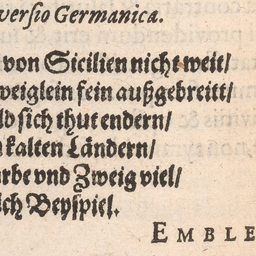 versio Germanica.
von Sicilien nicht weit/
weiglein fein außgebreitt/
ld sich thut endern/
kalten Ländern/
arbe vnd Zweig viel/
ich Beyspiel.
EMBLE